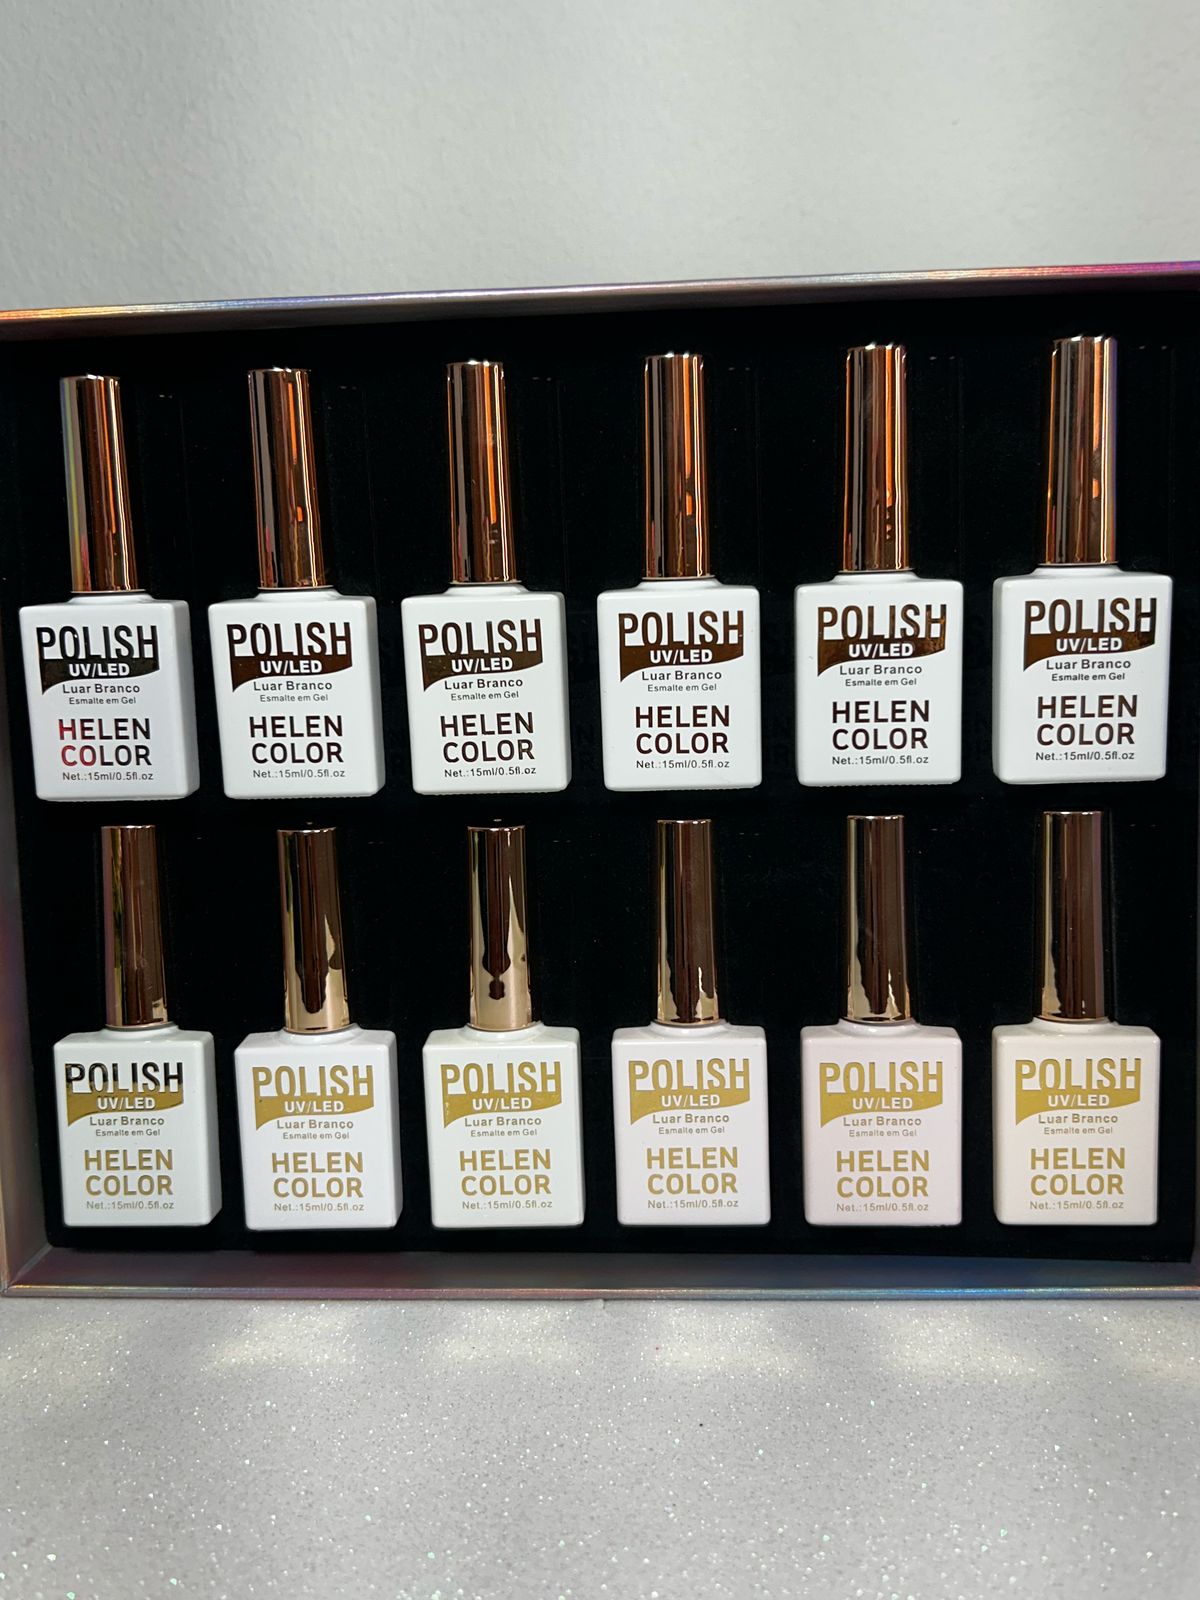 POLISH
UV/LED
Luar Branco
Esmalte em Gel
HELEN
COLOR
Net.:15ml/0.5fl.oz
POLISH
UV/LED
Luar Branco
Esmalte em Gel
HELEN
COLOR
Net.:15ml/0.5fl.oz
POLISH
UV/LED
Luar Branco
Esmalte em Gel
HELEN
COLOR
Net.:15ml/0.5fl.oz
POLISH
UV/LED
Luar Branco
Esmalte em Gel
HELEN
COLOR
Net.:15ml/0.5fl.oz
POLISH
UV/LED
Luar Branco
Esmalte em Gel
HELEN
COLOR
Net.:15ml/0.5fl.oz
POLISH
UV/LED
Luar Branco
Esmalte em Gel
HELEN
COLOR
Net.:15ml/0.5fl.oz
POLISH
UV/LED
Luar Branco
Esmalte em Gel
HELEN
COLOR
Net.:15ml/0.5fl.oz
POLISH
UV/LED
Luar Branco
Esmalte em Gel
HELEN
COLOR
Net.:15ml/0.5fl.oz
POLISH
UV/LED
Luar Branco
Esmalte em Gel
HELEN
COLOR
Net.:15ml/0.5fl.oz
POLISH
UV/LED
Luar Branco
Esmalte em Gel
HELEN
COLOR
Net.:15ml/0.5fl.oz
POLISH
UV/LED
Luar Branco
Esmalte em Gel
HELEN
COLOR
Net.:15ml/0.5fl.oz
POLISH
UV/LED
Luar Branco
Esmalte em Gel
HELEN
COLOR
Net.:15ml/0.5fl.oz